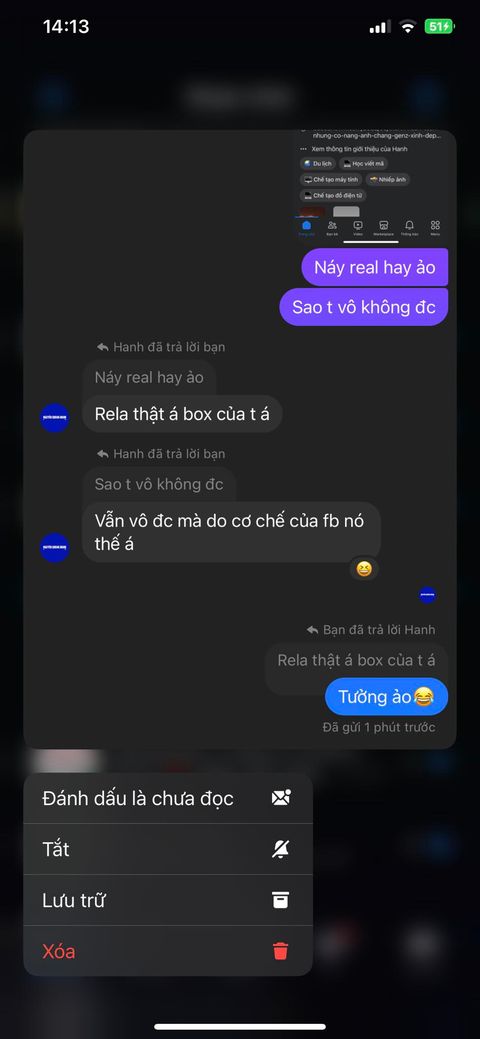 14:13
51
nhung-co-nang-anh-chang-genz-xinh-dep...
Xem thông tin giới thiệu của Hanh
Du lịch
Học viết mã
Chế tạo máy tính
Nhiếp ảnh
Chế tạo đồ điện tử
Bạn bè
Video
Marketplace
Thông báo
Menu
Náy real hay ảo
Sao t vô không đc
Hanh đã trả lời bạn
Náy real hay ảo
Rela thật á box của t á
Hanh đã trả lời bạn
Sao t vô không đc
Vẫn vô đc mà do cơ chế của fb nó
thế á
😆
Bạn đã trả lời Hanh
Rela thật á box của t á
Tưởng ảo😂
Đã gửi 1 phút trước
Đánh dấu là chưa đọc
Tắt
Lưu trữ
Xóa